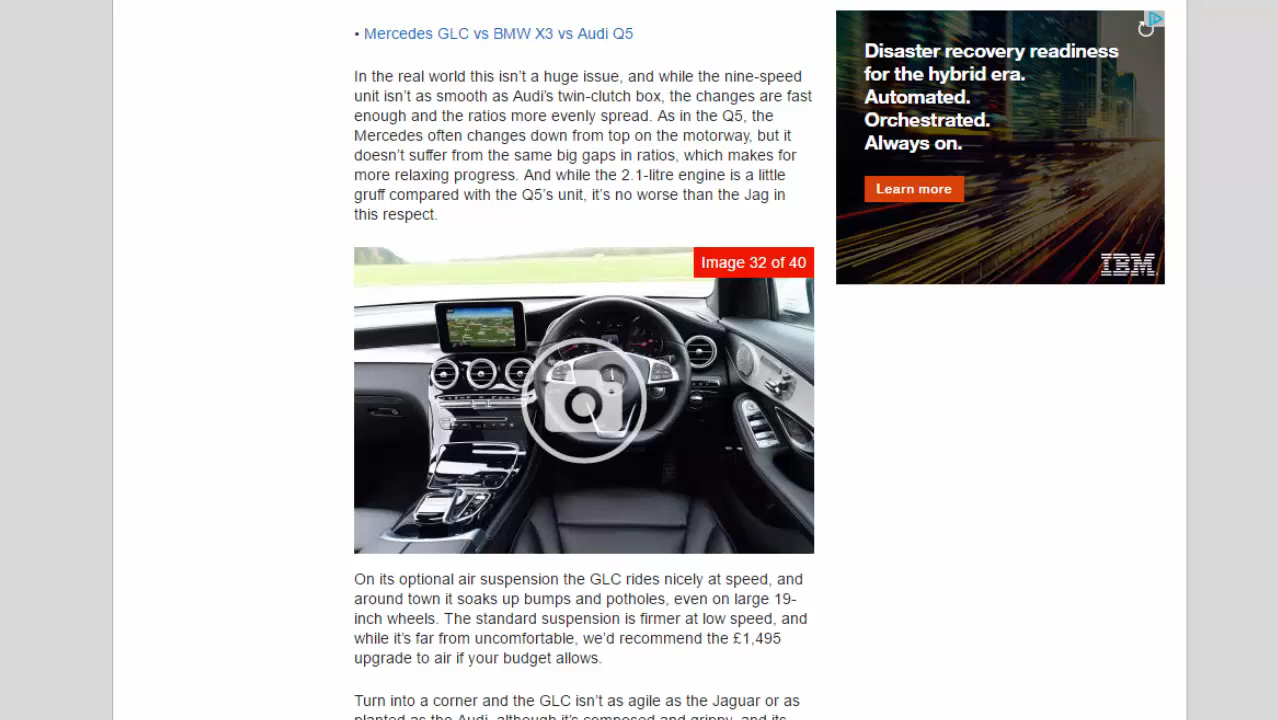 • Mercedes GLC vs BMW X3 vs Audi Q5
In the real world this isn't a huge issue, and while the nine-speed
unit isn't as smooth as Audi's twin-clutch box, the changes are fast
enough and the ratios more evenly spread. As in the Q5, the
Mercedes often changes down from top on the motorway, but it
doesn't suffer from the same big gaps in ratios, which makes for
more relaxing progress. And while the 2.1-litre engine is a little
gruff compared with the Q5's unit, it's no worse than the Jag in
this respect.
Image 32 of 40
On its optional air suspension the GLC rides nicely at speed, and
around town it soaks up bumps and potholes, even on large 19-
inch wheels. The standard suspension is firmer at low speed, and
while it's far from uncomfortable, we'd recommend the £1,495
upgrade to air if your budget allows.
Turn into a corner and the GLC isn't as agile as the Jaguar or as
planted as the Audi, although it's composed and grippy, and its
Disaster recovery readiness
for the hybrid era.
Automated.
Orchestrated.
Always on.
Learn more
IBM